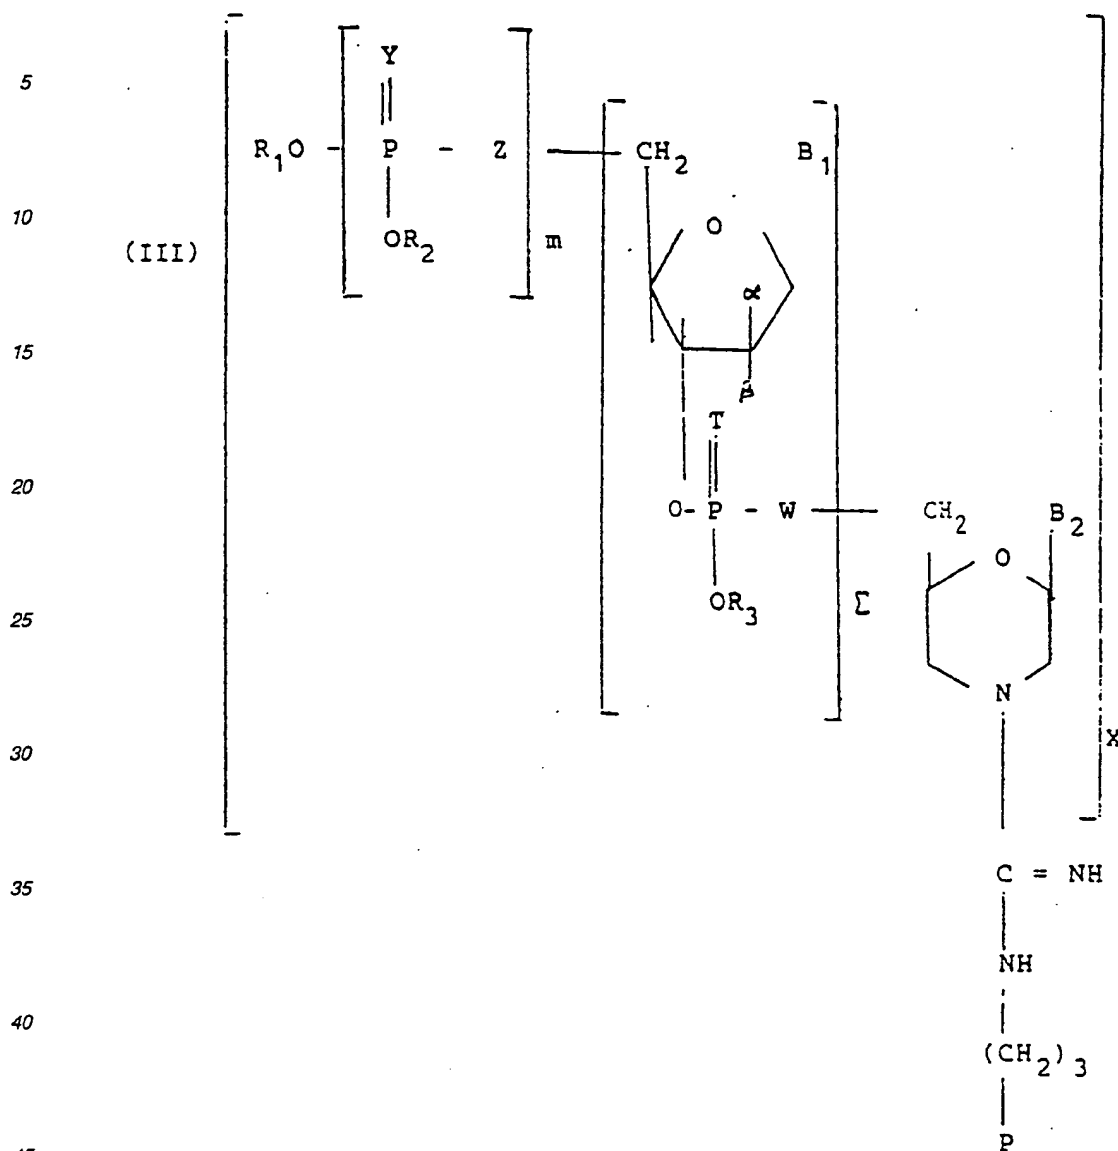 Y
5
R₁O - P - Z CH₂ B₁
10
O
(III) OR₂ m
α
15
β
T
20
O- P - W CH₂ B₂
O
25
OR₃ Σ
N
30
x
35
C = NH
NH
40
(CH₂)₃
P